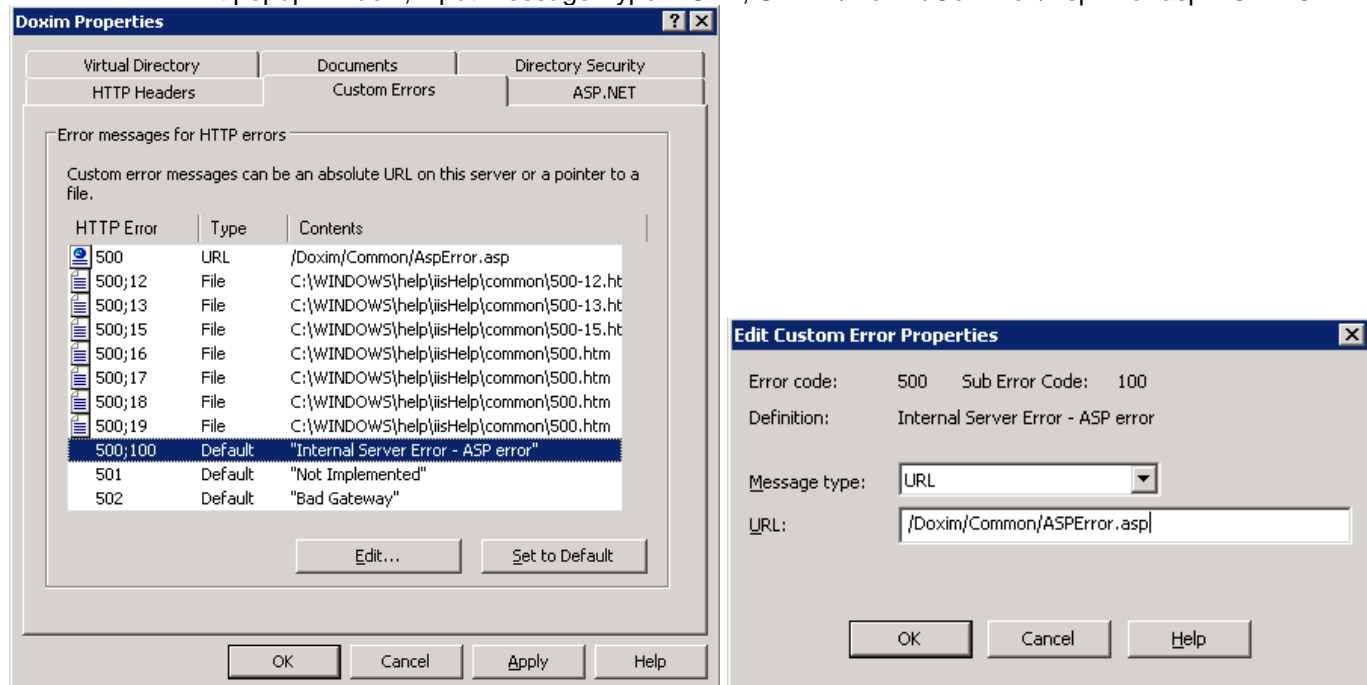 Doxim Properties
Virtual Directory Documents Directory Security
HTTP Headers Custom Errors ASP.NET
Error messages for HTTP errors
Custom error messages can be an absolute URL on this server or a pointer to a
file.
HTTP Error Type Contents
500 URL /Doxim/Common/AspError.asp
500;12 File C:\WINDOWS\help\iisHelp\common\500-12.ht
500;13 File C:\WINDOWS\help\iisHelp\common\500-13.ht
500;15 File C:\WINDOWS\help\iisHelp\common\500-15.ht
500;16 File C:\WINDOWS\help\iisHelp\common\500.htm
500;17 File C:\WINDOWS\help\iisHelp\common\500.htm
500;18 File C:\WINDOWS\help\iisHelp\common\500.htm
500;19 File C:\WINDOWS\help\iisHelp\common\500.htm
500;100 Default "Internal Server Error - ASP error"
501 Default "Not Implemented"
502 Default "Bad Gateway"
Edit... Set to Default
OK Cancel Apply Help
Edit Custom Error Properties
Error code: 500 Sub Error Code: 100
Definition: Internal Server Error - ASP error
Message type: URL
URL: /Doxim/Common/ASPError.asp
OK Cancel Help